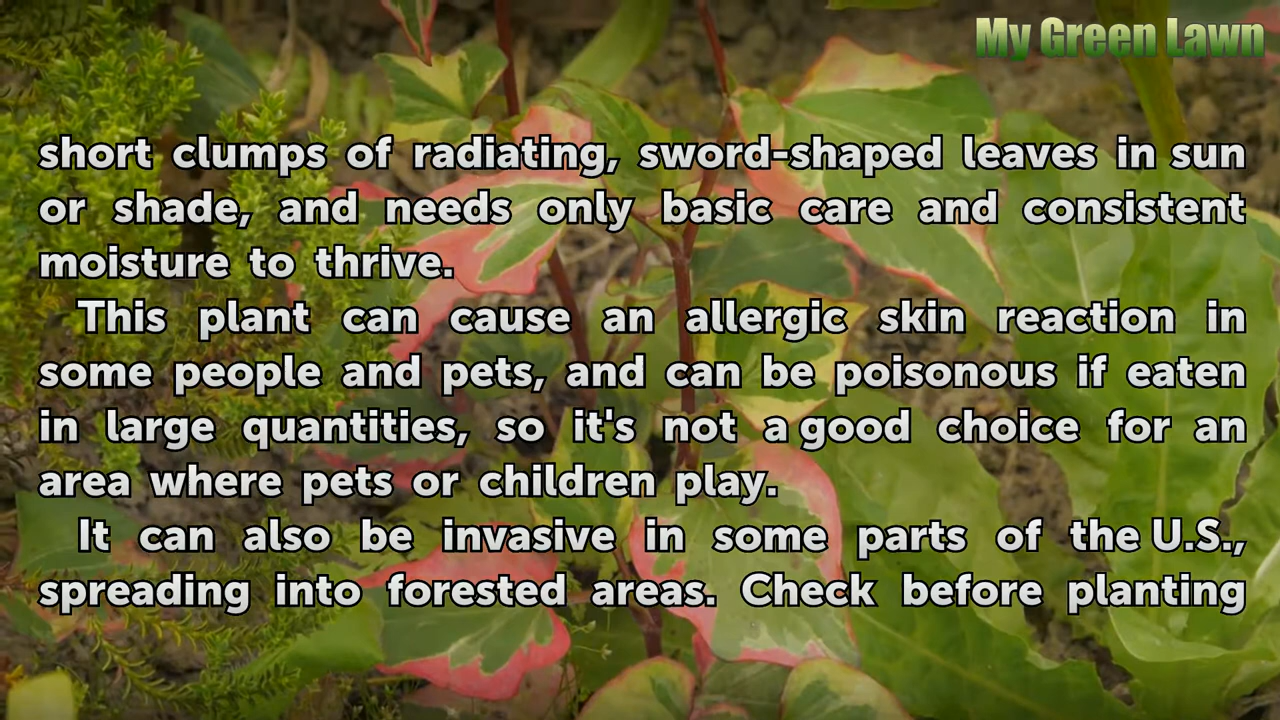 My Green Lawn
short clumps of radiating, sword-shaped leaves in sun
or shade, and needs only basic care and consistent
moisture to thrive.
This plant can cause an allergic skin reaction in
some people and pets, and can be poisonous if eaten
in large quantities, so it's not a good choice for an
area where pets or children play.
It can also be invasive in some parts of the U.S.,
spreading into forested areas. Check before planting